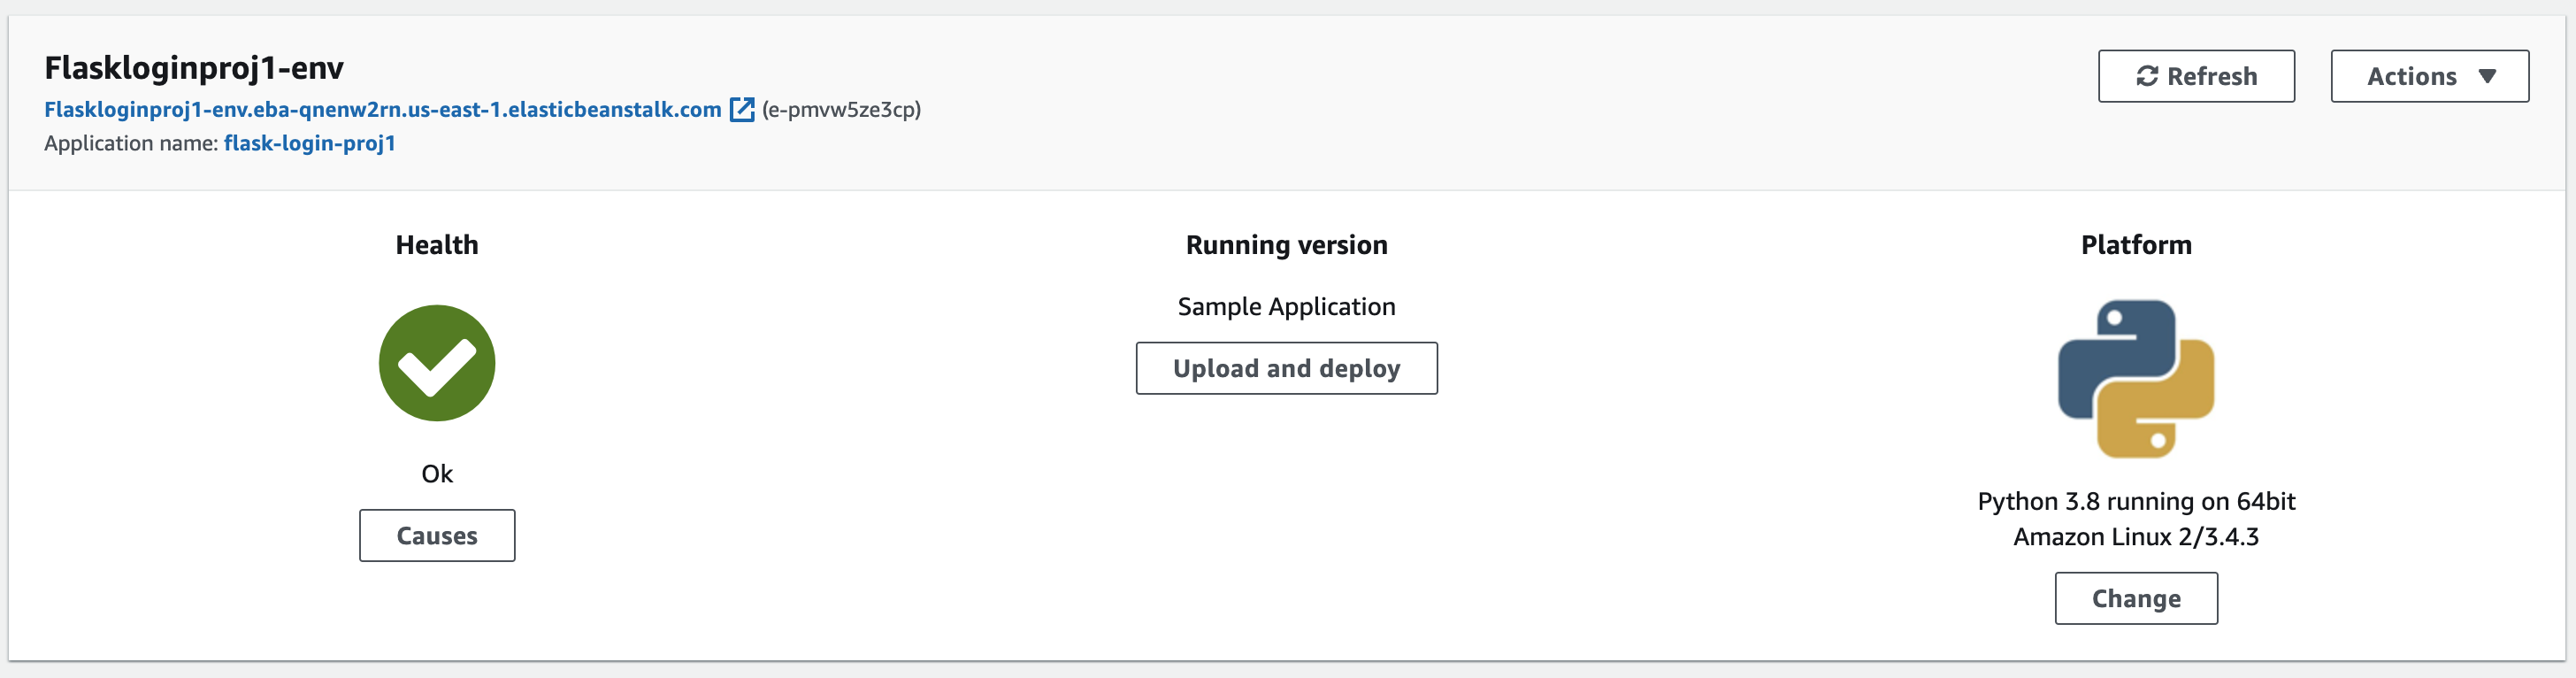 Flaskloginproj1-env
Flaskloginproj1-env.eba-qnenw2rn.us-east-1.elasticbeanstalk.com (e-pmvw5ze3cp)
Application name: flask-login-proj1
Refresh
Actions
Health
Ok
Causes
Running version
Sample Application
Upload and deploy
Platform
Python 3.8 running on 64bit
Amazon Linux 2/3.4.3
Change